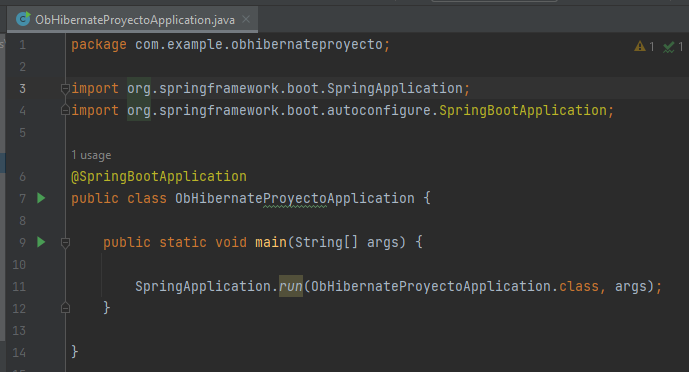 ObHibernateProyectoApplication.java
1 package com.example.obhibernateproyecto;
1 1
2
3 import org.springframework.boot.SpringApplication;
4 import org.springframework.boot.autoconfigure.SpringBootApplication;
5
1 usage
6 @SpringBootApplication
7 public class ObHibernateProyectoApplication {
8
9 public static void main(String[] args) {
10
11 SpringApplication.run(ObHibernateProyectoApplication.class, args);
12 }
13
14 }